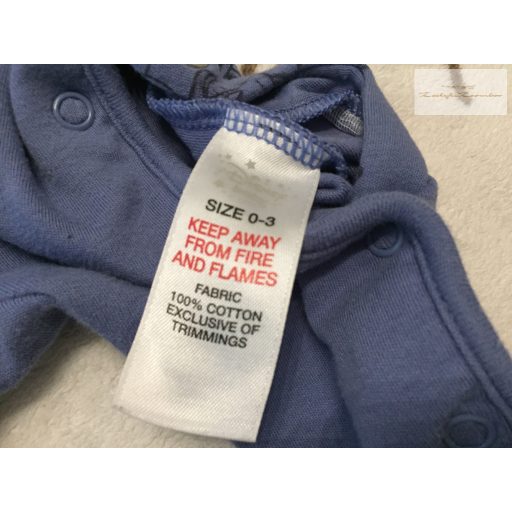 SIZE 0-3
KEEP AWAY
FROM FIRE
AND FLAMES
FABRIC
100% COTTON
EXCLUSIVE OF
TRIMMINGS